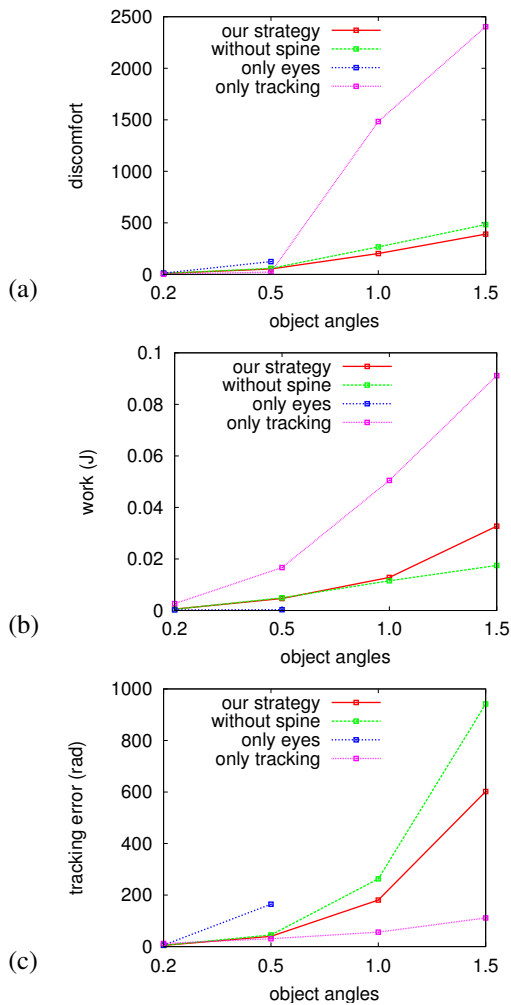 2500
2000
1500
1000
500
0
discomfort
our strategy
without spine
only eyes
only tracking
0.2 0.5 1.0 1.5
object angles
(a)
0.1
0.08
0.06
0.04
0.02
0
work (J)
our strategy
without spine
only eyes
only tracking
0.2 0.5 1.0 1.5
object angles
(b)
1000
800
600
400
200
0
tracking error (rad)
our strategy
without spine
only eyes
only tracking
0.2 0.5 1.0 1.5
object angles
(c)